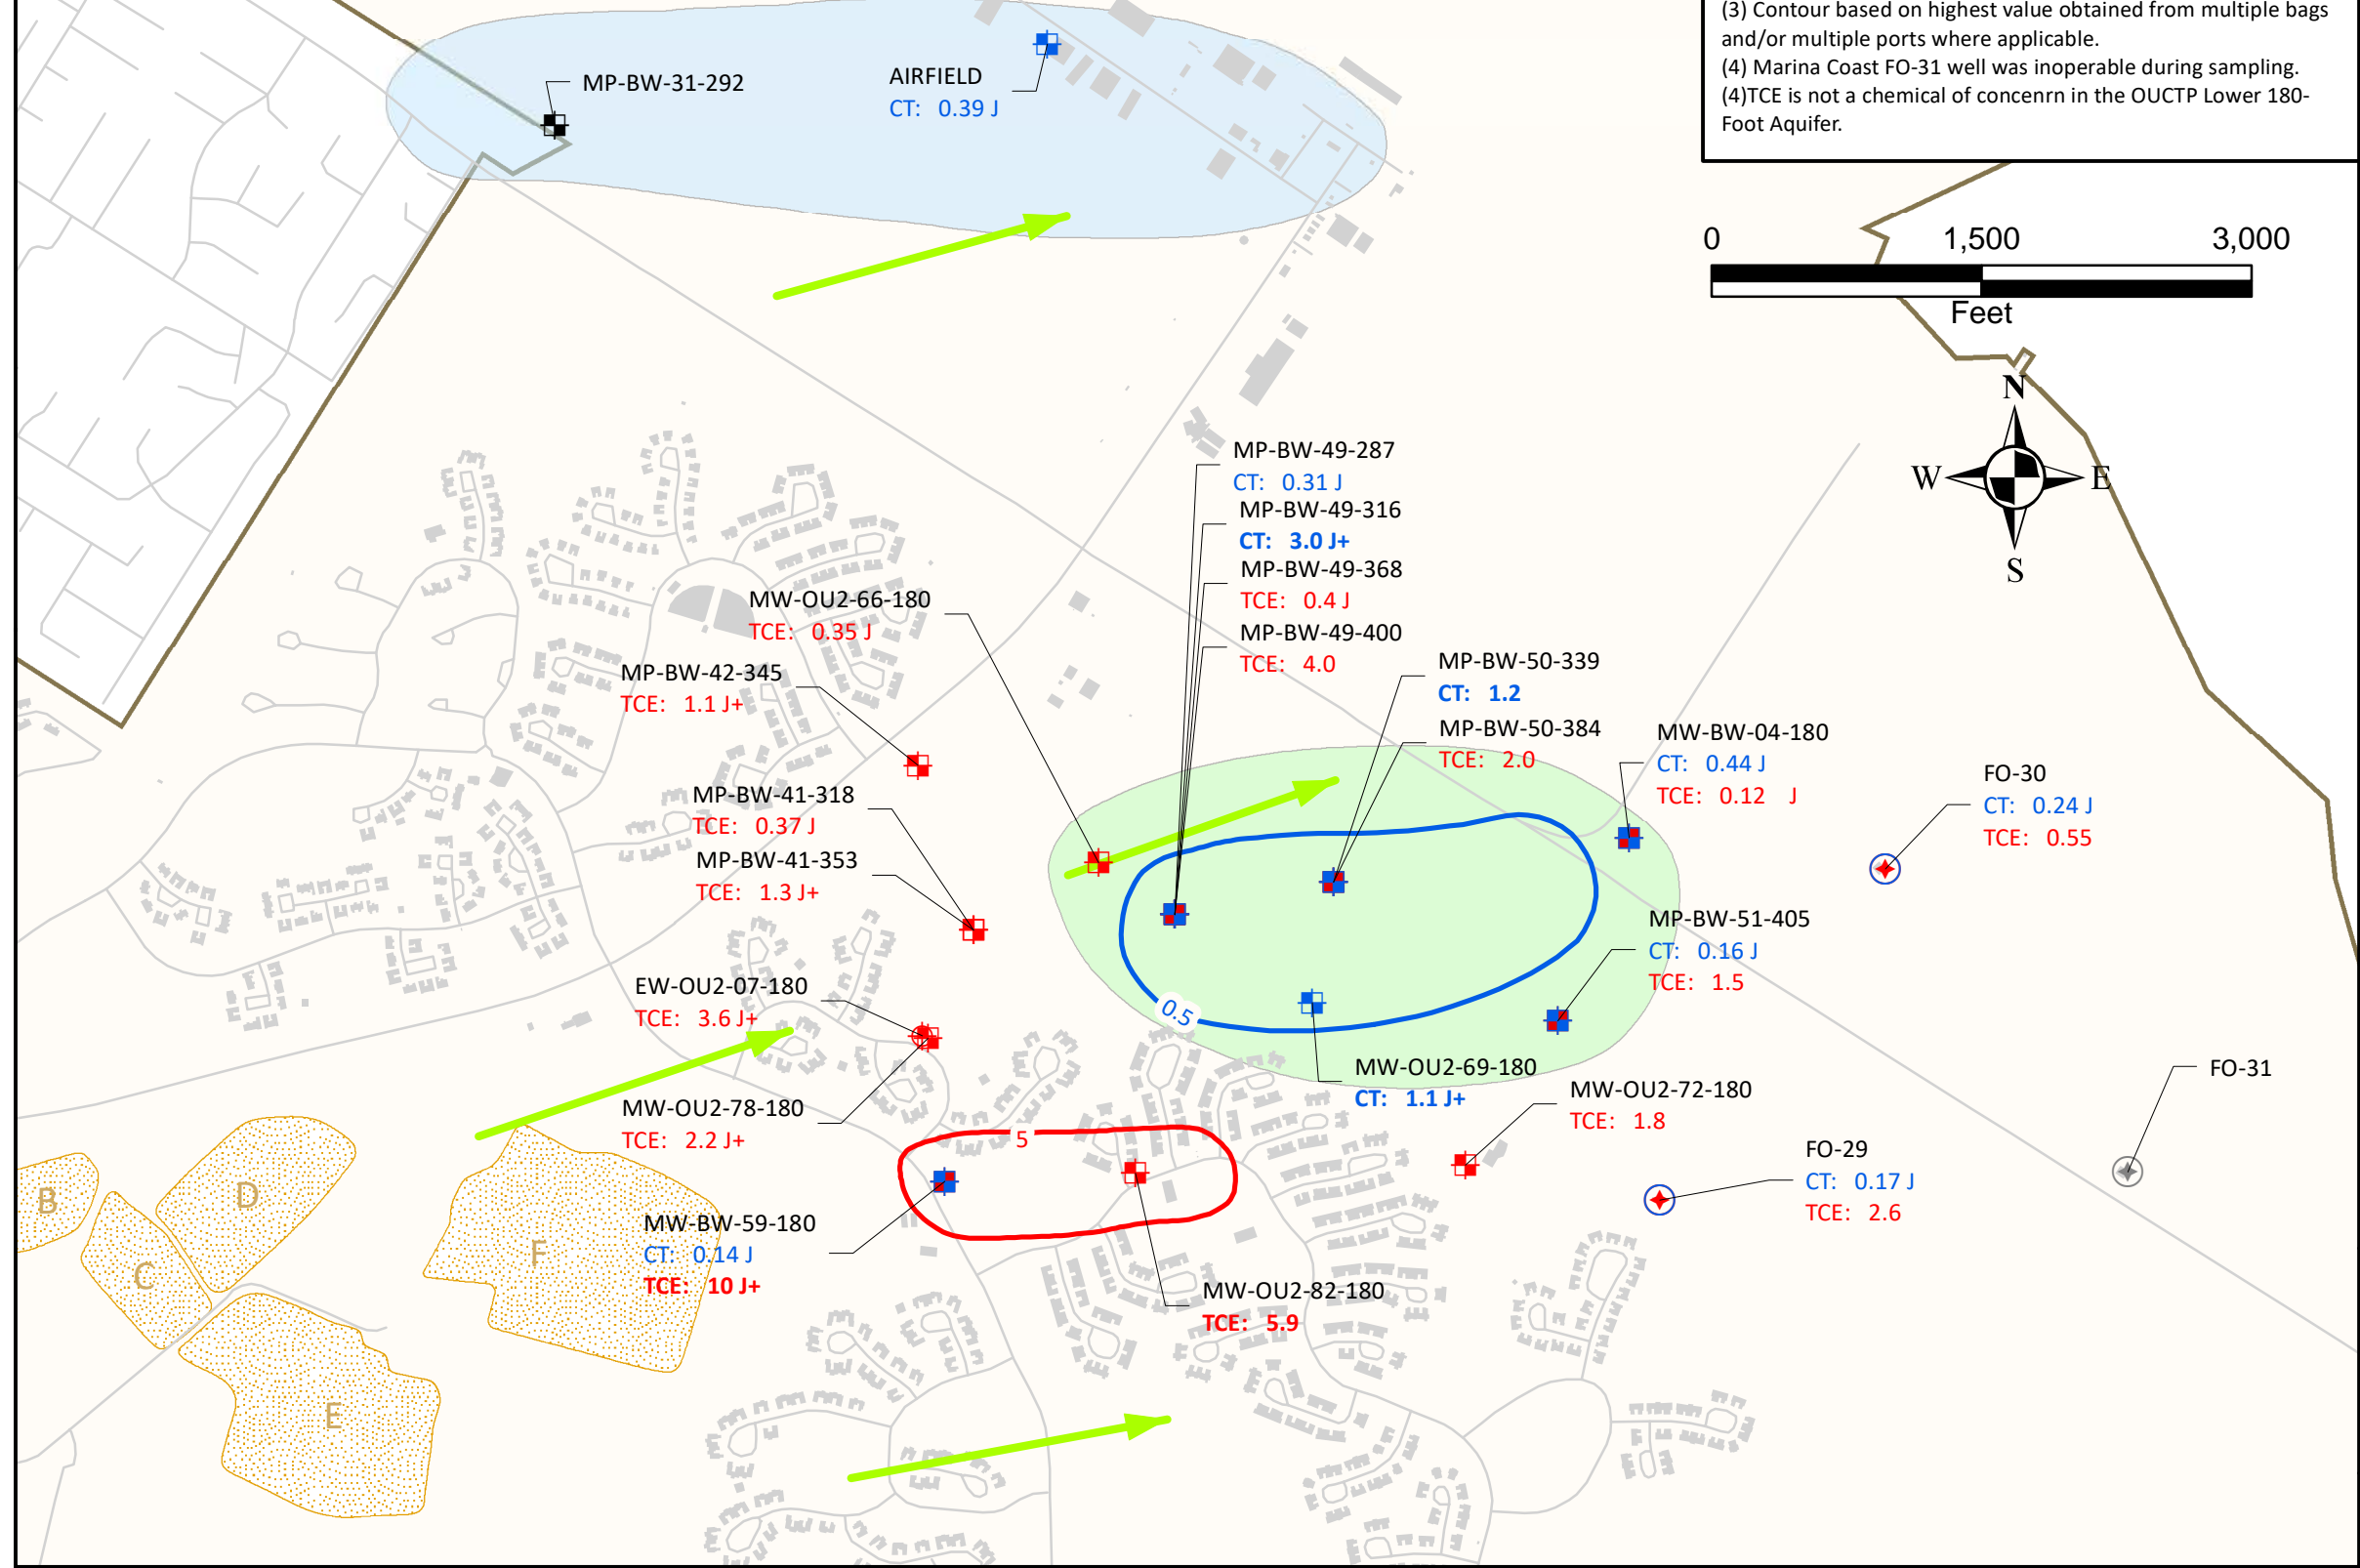 (3) Contour based on highest value obtained from multiple bags
and/or multiple ports where applicable.
(4) Marina Coast FO-31 well was inoperable during sampling.
(4)TCE is not a chemical of concenrn in the OUCTP Lower 180-
Foot Aquifer.
MP-BW-31-292
AIRFIELD
CT: 0.39 J
0 1,500 3,000
Feet
N
W E
S
MP-BW-49-287
CT: 0.31 J
MP-BW-49-316
CT: 3.0 J+
MP-BW-49-368
TCE: 0.4 J
MP-BW-49-400
TCE: 4.0
MW-OU2-66-180
TCE: 0.35 J
MP-BW-42-345
TCE: 1.1 J+
MP-BW-50-339
CT: 1.2
MP-BW-50-384
TCE: 2.0
MW-BW-04-180
CT: 0.44 J
TCE: 0.12 J
FO-30
CT: 0.24 J
TCE: 0.55
MP-BW-41-318
TCE: 0.37 J
MP-BW-41-353
TCE: 1.3 J+
MP-BW-51-405
CT: 0.16 J
TCE: 1.5
EW-OU2-07-180
TCE: 3.6 J+
0.5
MW-OU2-69-180
CT: 1.1 J+
FO-31
MW-OU2-72-180
TCE: 1.8
MW-OU2-78-180
TCE: 2.2 J+
5
FO-29
CT: 0.17 J
TCE: 2.6
B
D
C
F
E
MW-BW-59-180
CT: 0.14 J
TCE: 10 J+
MW-OU2-82-180
TCE: 5.9